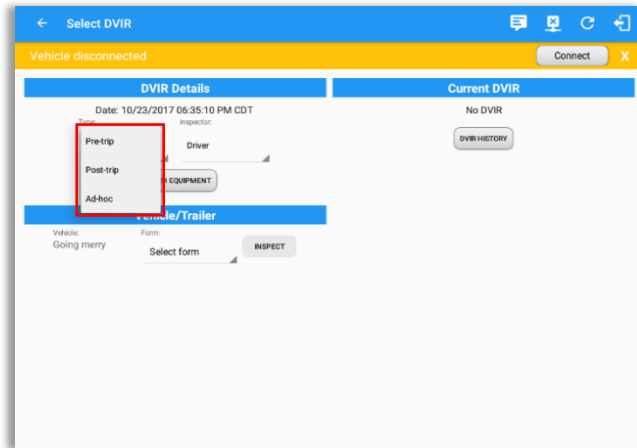 Select DVIR
Vehicle disconnected
Connect
X
DVIR Details
Date: 10/23/2017 06:35:10 PM CDT
Type:
Inspector:
Pre-trip
Driver
Post-trip
EQUIPMENT
Ad-hoc
Vehicle/Trailer
Vehicle:
Form:
Going merry
Select form
INSPECT
Current DVIR
No DVIR
DVIR HISTORY